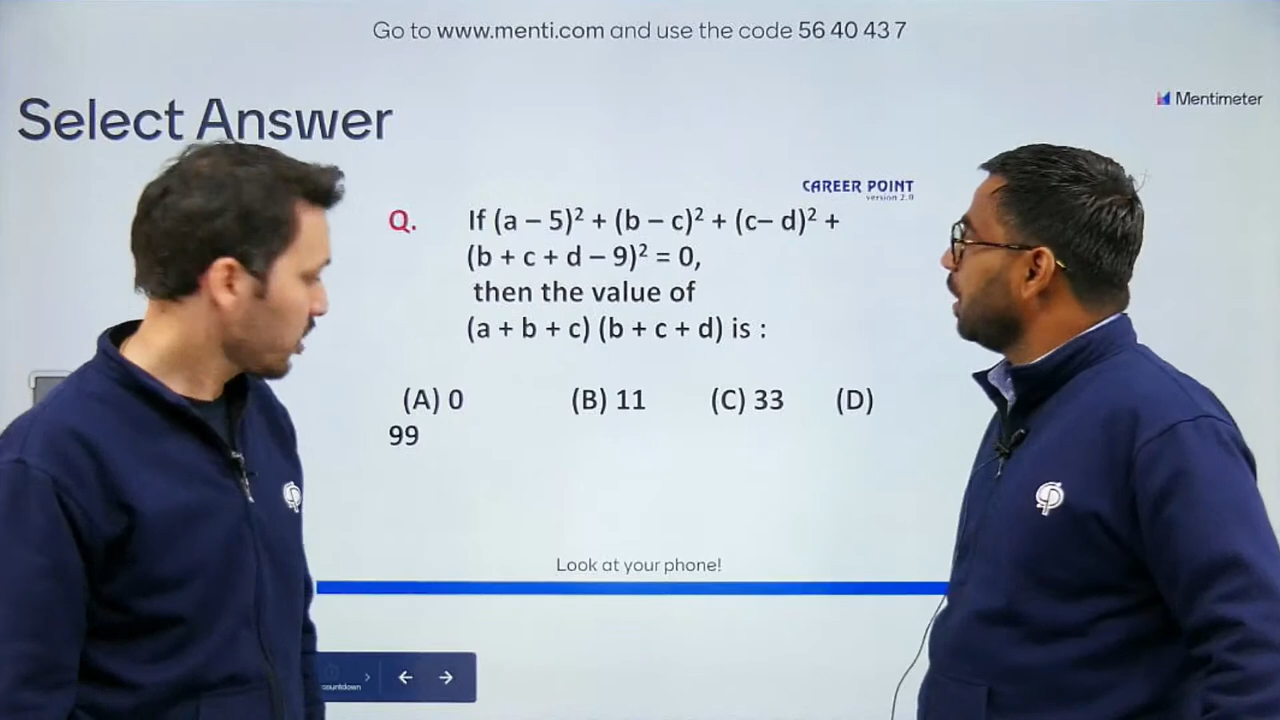 Go to www.menti.com and use the code 56 40 43 7
Select Answer
Mentimeter
CAREER POINT
version 2.0
Q. If (a – 5)² + (b – c)² + (c– d)² +
(b + c + d – 9)² = 0,
then the value of
(a + b + c) (b + c + d) is :
(A) 0 (B) 11 (C) 33 (D)
99
Look at your phone!